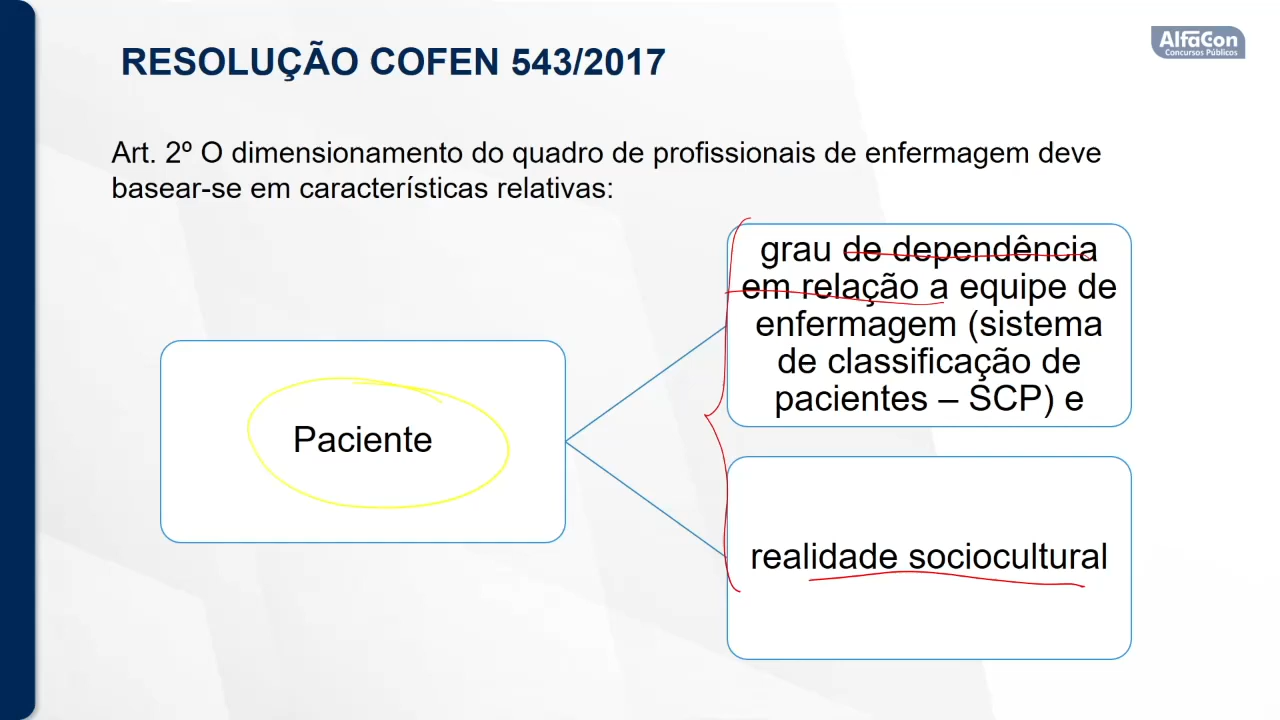 RESOLUÇÃO COFEN 543/2017
AlfaCon
Concursos Públicos
Art. 2º O dimensionamento do quadro de profissionais de enfermagem deve
basear-se em características relativas:
Paciente
grau de dependência
em relação a equipe de
enfermagem (sistema
de classificação de
pacientes – SCP) e
realidade sociocultural